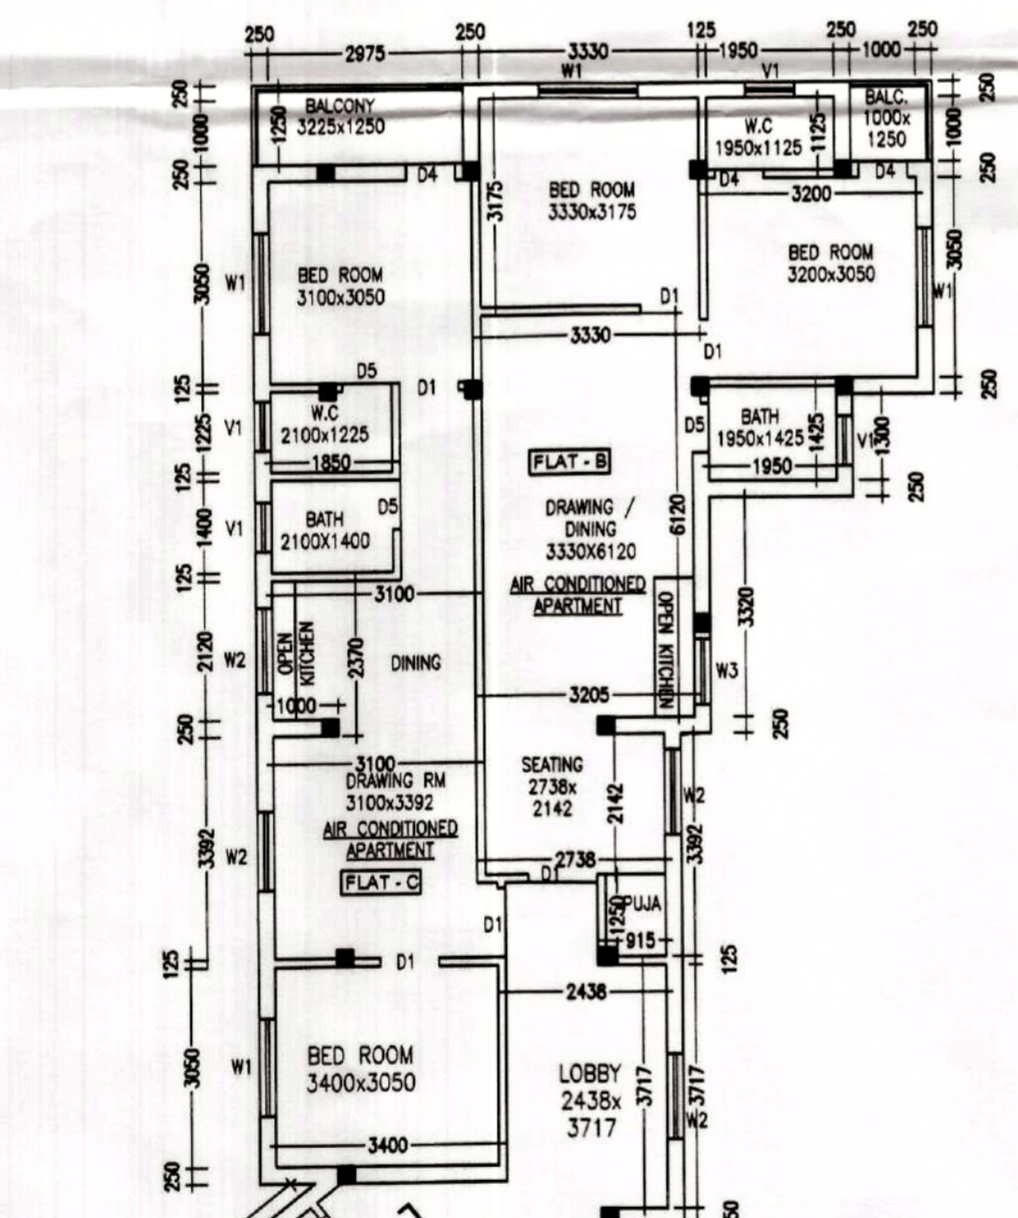 250
250
125
250
250
2975
3330
1950
1000
W1
V1
250
1000
250
BALCONY
3225x1250
1250
W.C
1950x1125
1125
BALC.
1000x
1250
250
1000
250
D4
D4
D4
3200
3175
BED ROOM
3330x3175
BED ROOM
3200x3050
3050
W1
BED ROOM
3100x3050
W1
3050
D1
3330
D1
D5
D1
125
250
W.C
2100x1225
1850
V1
1225
BATH
1950x1425
1425
1950
D5
V1
1300
250
FLAT - B
125
BATH
2100X1400
D5
V1
1400
125
DRAWING /
DINING
3330X6120
6120
AIR CONDITIONED
APARTMENT
3100
OPEN
KITCHEN
2370
DINING
1000
W2
2120
OPEN KITCHEN
3320
W3
3205
250
250
3100
DRAWING RM
3100x3392
AIR CONDITIONED
APARTMENT
FLAT - C
W2
3392
SEATING
2738x
2142
2142
W2
3392
2738
D1
PUJA
1250
915
D1
125
D1
125
2438
BED ROOM
3400x3050
W1
3050
3400
250
LOBBY
2438x
3717
3717
3717
W2